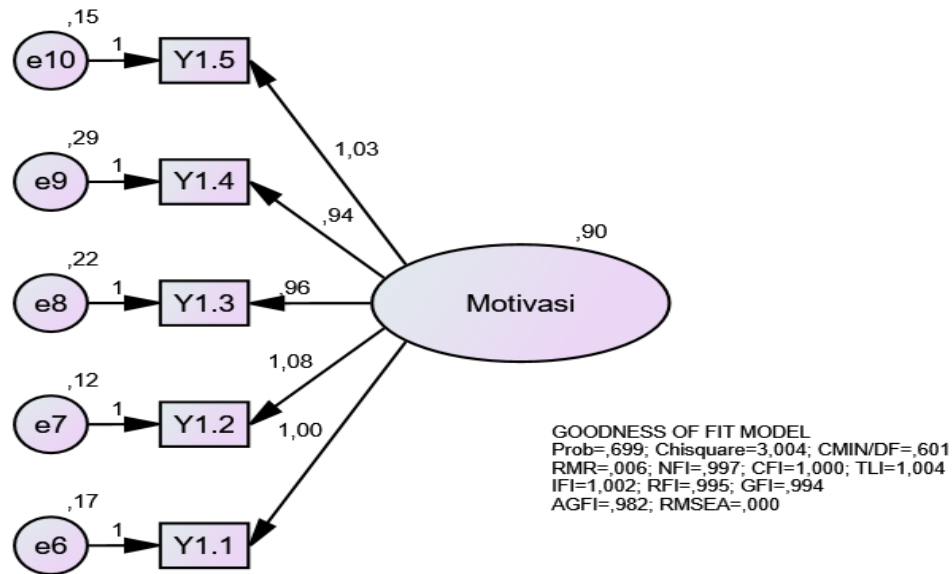 ,15
e10 1 Y1.5
1,03
,29
e9 1 Y1.4
,94
,90
,22
e8 1 Y1.3 ,96 Motivasi
,12
e7 1 Y1.2
1,08
1,00
,17
e6 1 Y1.1
GOODNESS OF FIT MODEL
Prob=,699; Chisquare=3,004; CMIN/DF=,601
RMR=,006; NFI=,997; CFI=1,000; TLI=1,004
IFI=1,002; RFI=,995; GFI=,994
AGFI=,982; RMSEA=,000